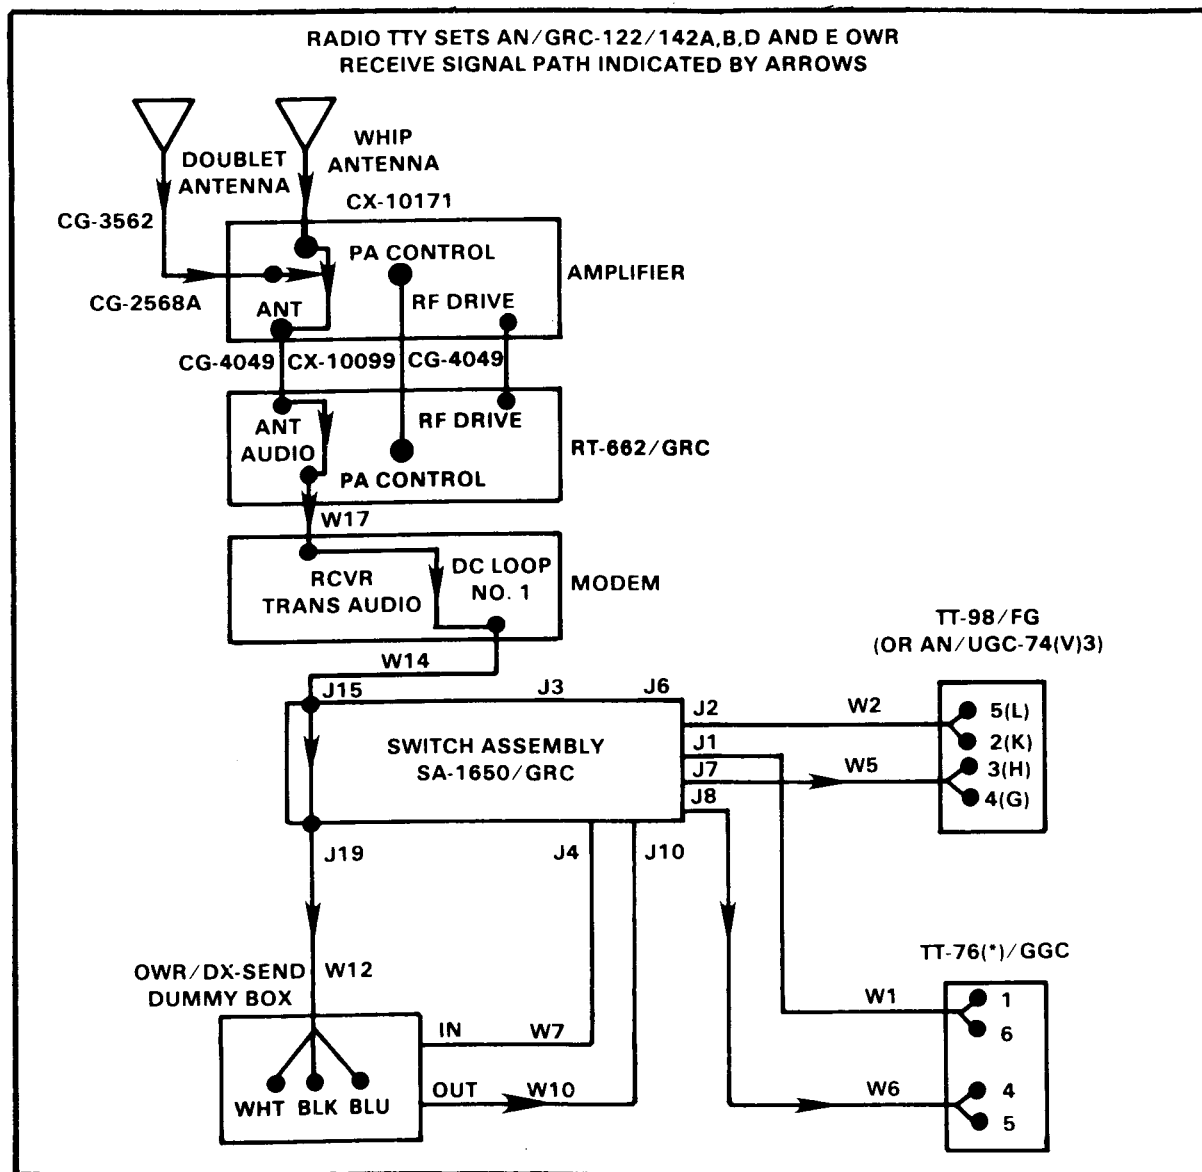 RADIO TTY SETS AN/GRC-122/142A,B,D AND E OWR
RECEIVE SIGNAL PATH INDICATED BY ARROWS
DOUBLET
ANTENNA
WHIP
ANTENNA
CG-3562
CX-10171
PA CONTROL
AMPLIFIER
CG-2568A
ANT
RF DRIVE
CG-4049
CX-10099
CG-4049
ANT
AUDIO
RF DRIVE
RT-662/GRC
PA CONTROL
W17
RCVR
TRANS AUDIO
DC LOOP
NO. 1
MODEM
W14
TT-98/FG
(OR AN/UGC-74(V)3)
J15
J3
J6
J2
W2
5(L)
2(K)
SWITCH ASSEMBLY
SA-1650/GRC
J1
J7
W5
3(H)
4(G)
J8
J19
J4
J10
OWR/DX-SEND
DUMMY BOX
W12
TT-76(*)/GGC
IN
W7
W1
1
6
WHT BLK BLU
OUT
W10
W6
4
5